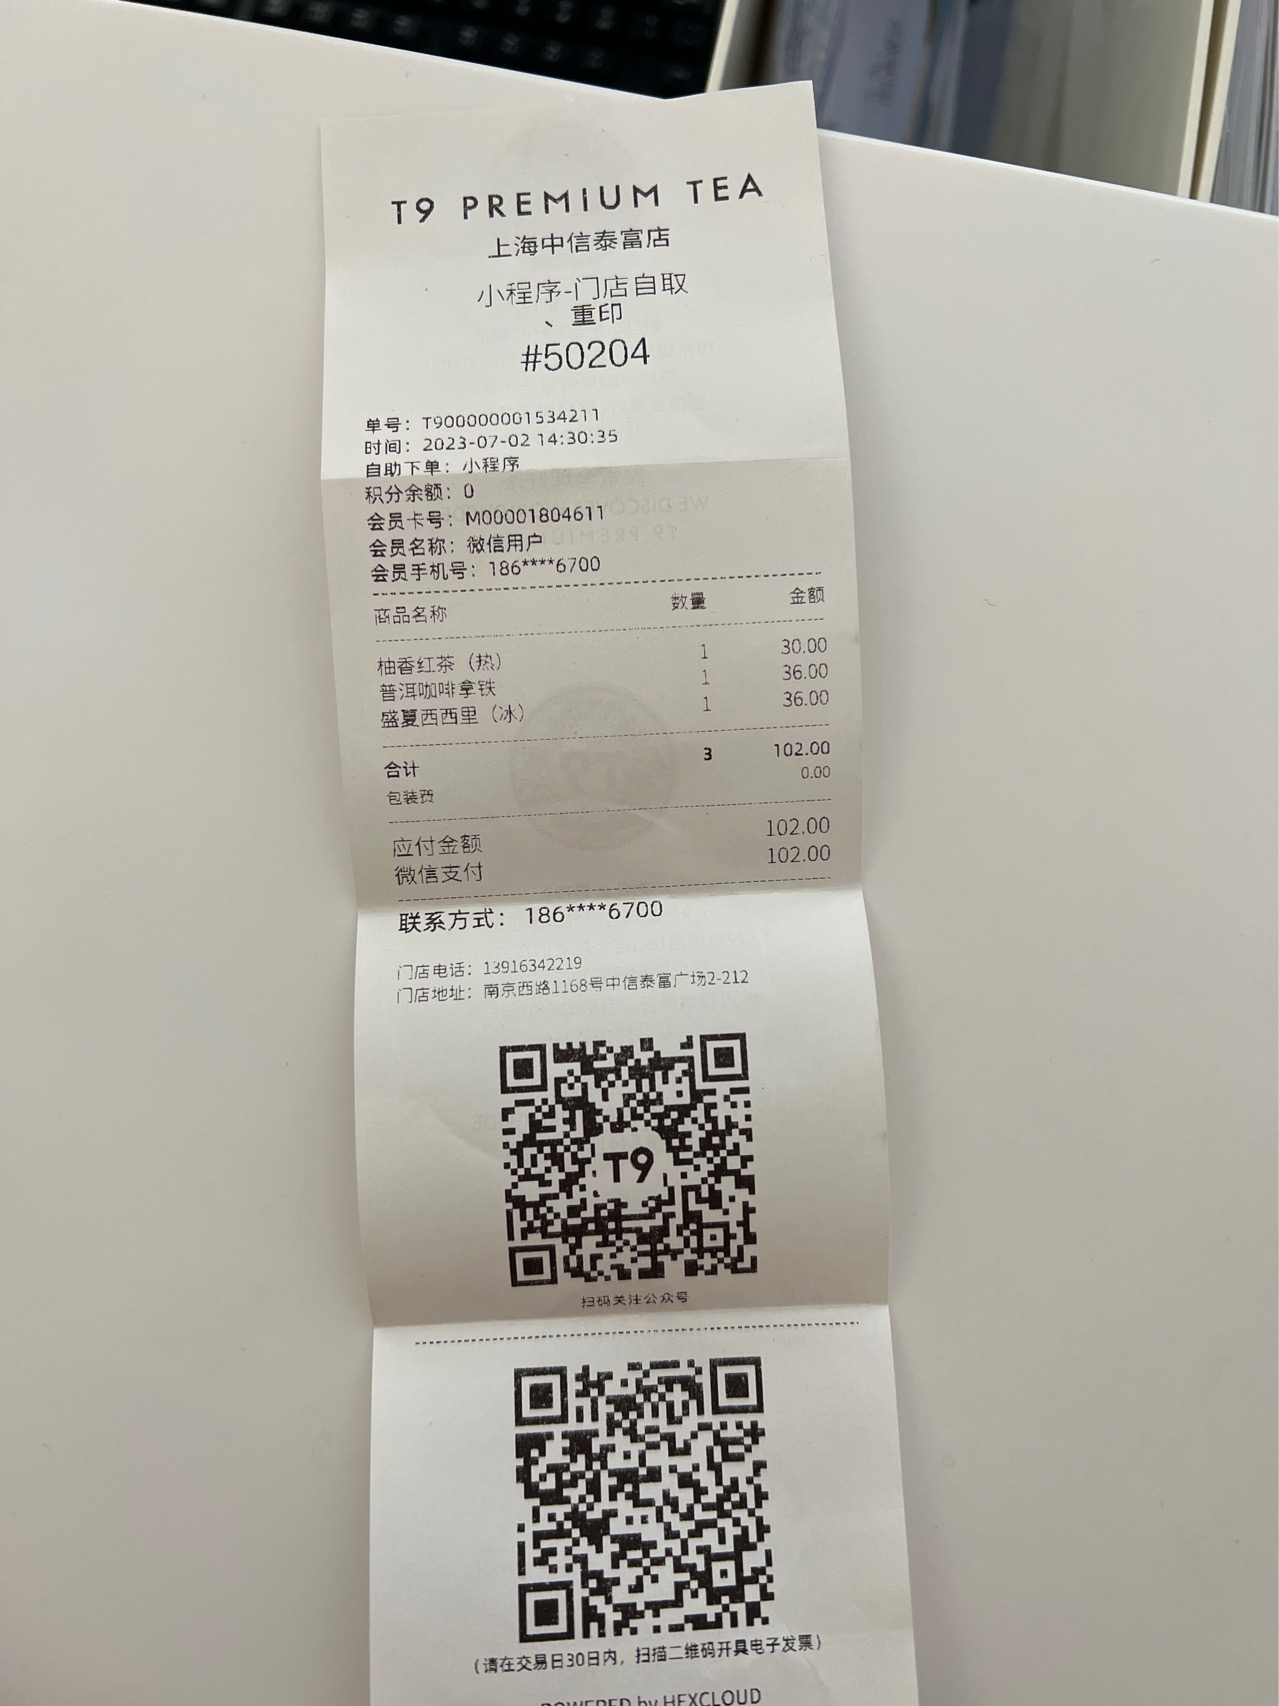 T9 PREMIUM TEA
上海中信泰富店
小程序-门店自取
、重印
#50204
单号：T900000001534211
时间：2023-07-02 14:30:35
自助下单：小程序
积分余额：0
会员卡号：M00001804611
会员名称：微信用户
会员手机号：186****6700
商品名称 数量 金额
柚香红茶（热） 1 30.00
普洱咖啡拿铁 1 36.00
盛夏西西里（冰） 1 36.00
合计 3 102.00
包装费 0.00
应付金额 102.00
微信支付 102.00
联系方式：186****6700
门店电话：13916342219
门店地址：南京西路1168号中信泰富广场2-212
T9
扫码关注公众号
（请在交易日30日内，扫描二维码开具电子发票）
POWERED by HEXCLOUD